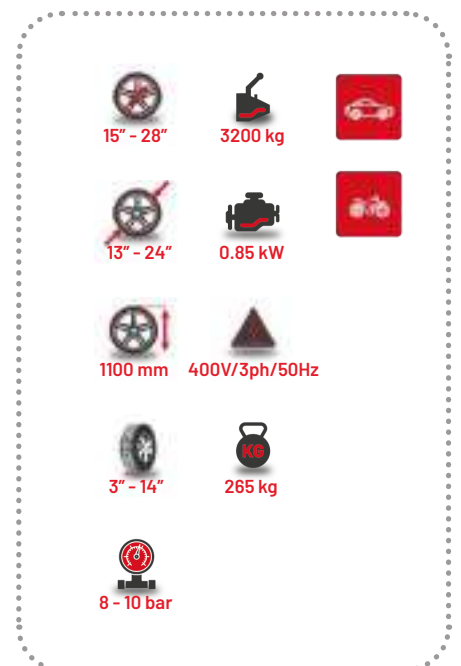 15" - 28"
3200 kg
13" - 24"
0.85 kW
1100 mm
400V/3ph/50Hz
3" - 14"
KG
265 kg
8 - 10 bar